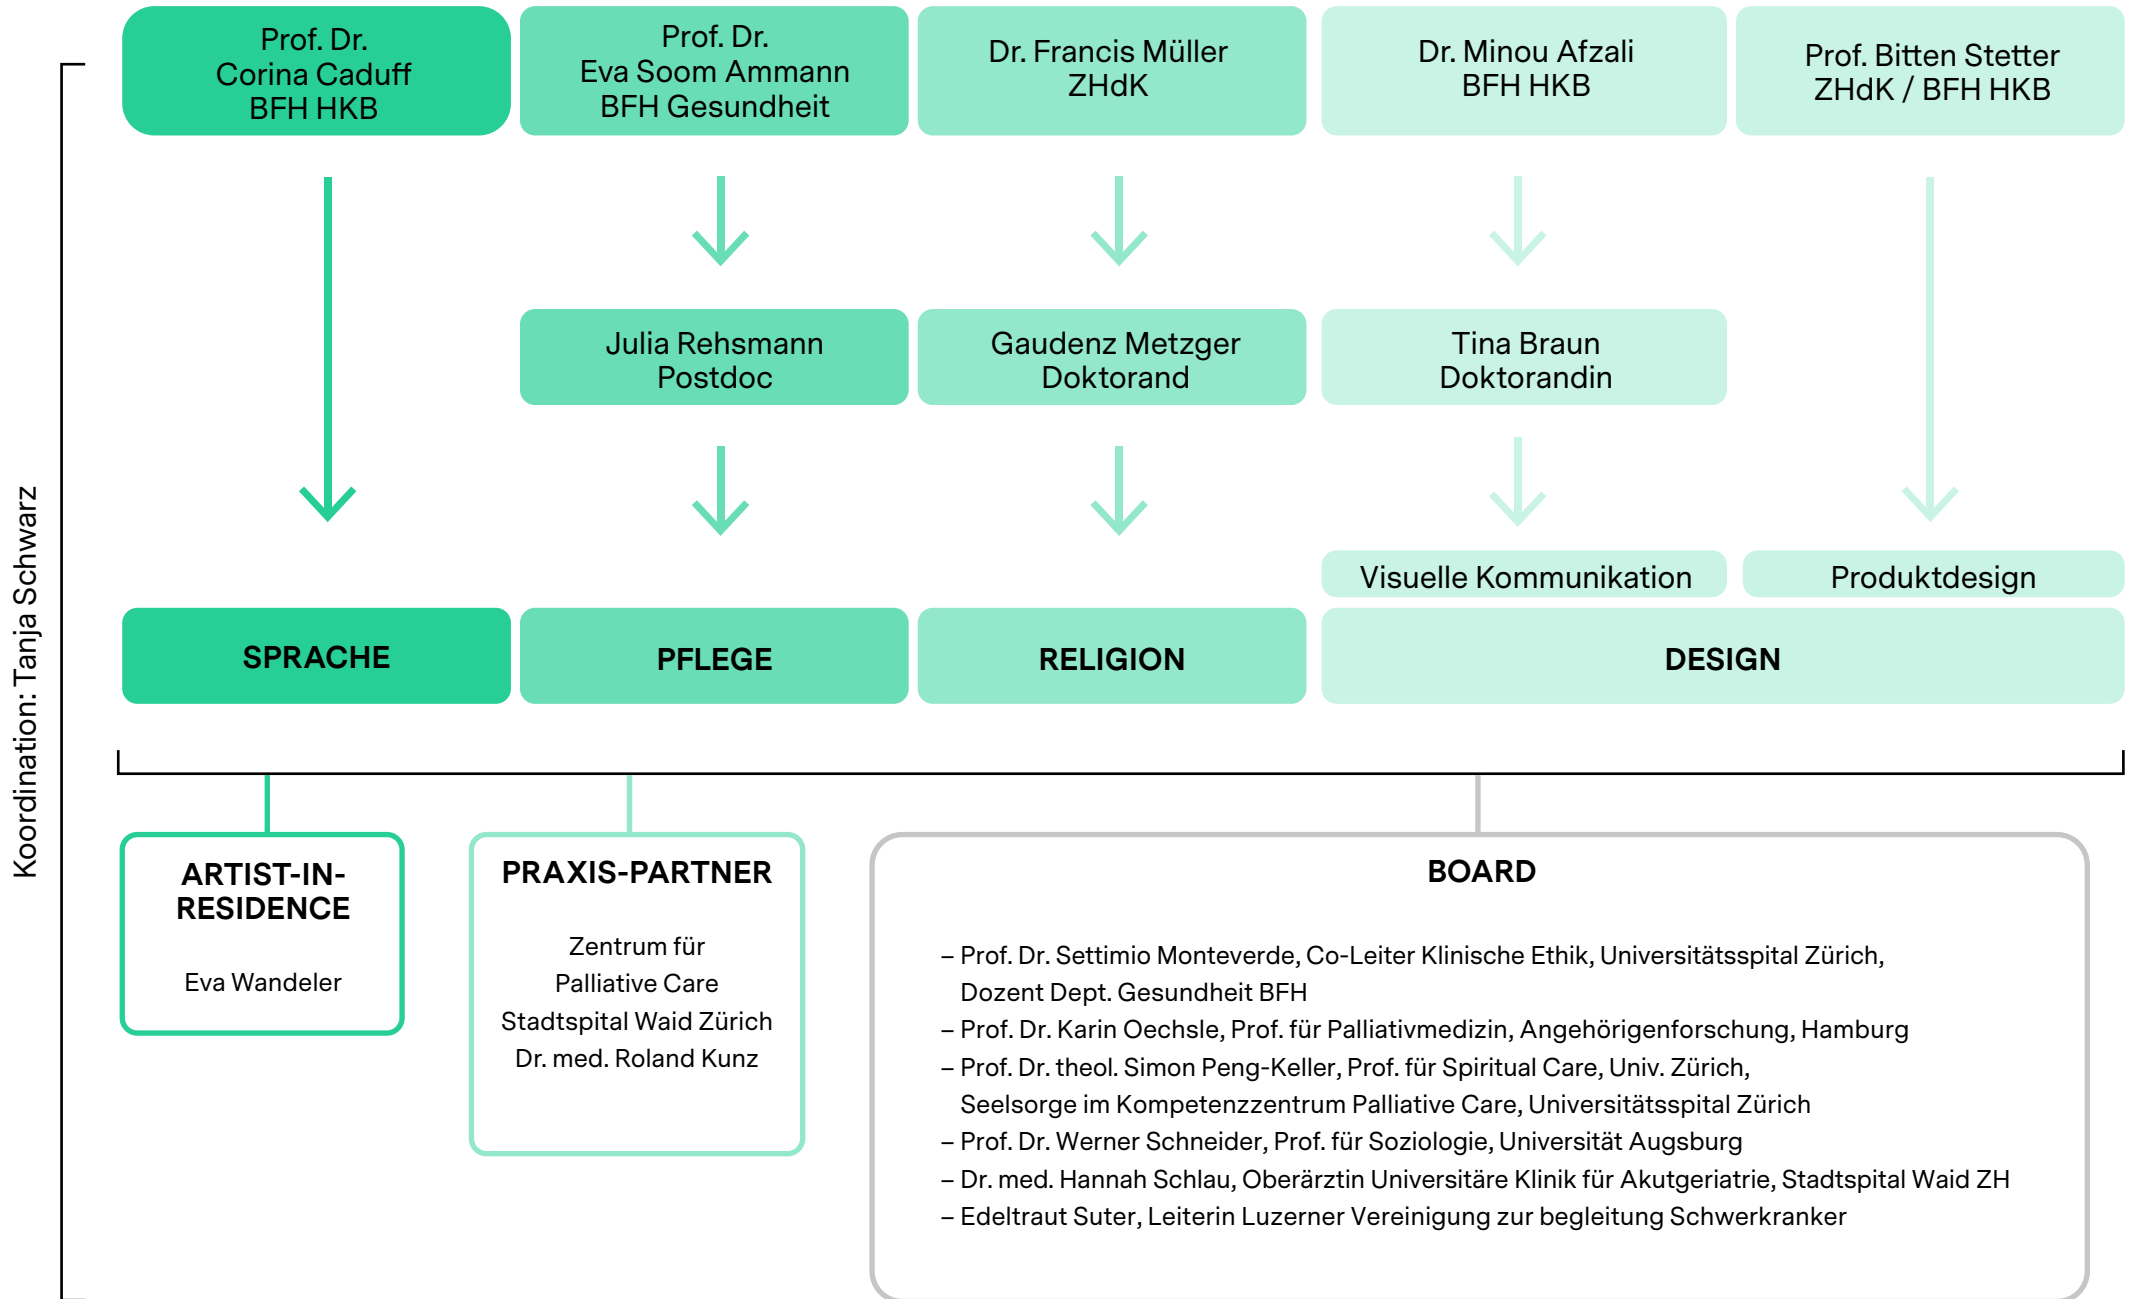 Prof. Dr.
Corina Caduff
BFH HKB
Prof. Dr.
Eva Soom Ammann
BFH Gesundheit
Dr. Francis Müller
ZHdK
Dr. Minou Afzali
BFH HKB
Prof. Bitten Stetter
ZHdK / BFH HKB
Julia Rehsmann
Postdoc
Gaudenz Metzger
Doktorand
Tina Braun
Doktorandin
Visuelle Kommunikation
Produktdesign
SPRACHE
PFLEGE
RELIGION
DESIGN
Koordination: Tanja Schwarz
ARTIST-IN-
RESIDENCE
Eva Wandeler
PRAXIS-PARTNER
Zentrum für
Palliative Care
Stadtspital Waid Zürich
Dr. med. Roland Kunz
BOARD
– Prof. Dr. Settimio Monteverde, Co-Leiter Klinische Ethik, Universitätsspital Zürich,
Dozent Dept. Gesundheit BFH
– Prof. Dr. Karin Oechsle, Prof. für Palliativmedizin, Angehörigenforschung, Hamburg
– Prof. Dr. theol. Simon Peng-Keller, Prof. für Spiritual Care, Univ. Zürich,
Seelsorge im Kompetenzzentrum Palliative Care, Universitätsspital Zürich
– Prof. Dr. Werner Schneider, Prof. für Soziologie, Universität Augsburg
– Dr. med. Hannah Schlau, Oberärztin Universitäre Klinik für Akutgeriatrie, Stadtspital Waid ZH
– Edeltraut Suter, Leiterin Luzerner Vereinigung zur begleitung Schwerkranker